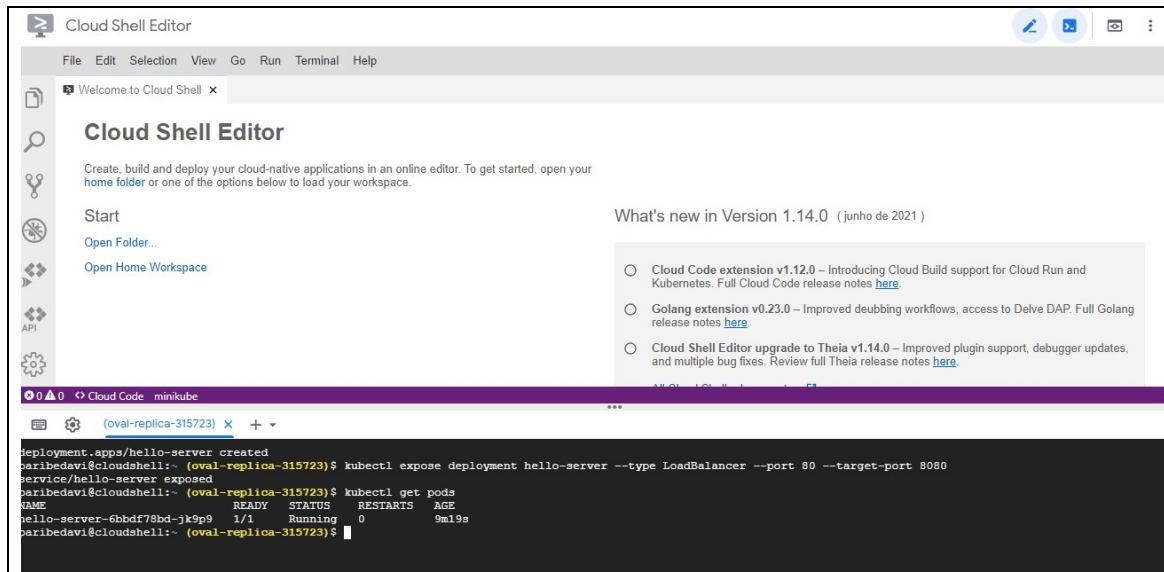 Cloud Shell Editor
File Edit Selection View Go Run Terminal Help
Welcome to Cloud Shell ×
Cloud Shell Editor
Create, build and deploy your cloud-native applications in an online editor. To get started, open your
home folder or one of the options below to load your workspace.
Start
Open Folder...
Open Home Workspace
What's new in Version 1.14.0 ( junho de 2021 )
Cloud Code extension v1.12.0 – Introducing Cloud Build support for Cloud Run and
Kubernetes. Full Cloud Code release notes here.
Golang extension v0.23.0 – Improved deubbing workflows, access to Delve DAP. Full Golang
release notes here.
Cloud Shell Editor upgrade to Theia v1.14.0 – Improved plugin support, debugger updates,
and multiple bug fixes. Review full Theia release notes here.
API
0 0 <> Cloud Code minikube
(oval-replica-315723) × +
deployment.apps/hello-server created
paribedavi@cloudshell:~ (oval-replica-315723)$ kubectl expose deployment hello-server --type LoadBalancer --port 80 --target-port 8080
service/hello-server exposed
paribedavi@cloudshell:~ (oval-replica-315723)$ kubectl get pods
NAME READY STATUS RESTARTS AGE
hello-server-6bbdf78bd-jk9p9 1/1 Running 0 9m19s
paribedavi@cloudshell:~ (oval-replica-315723)$